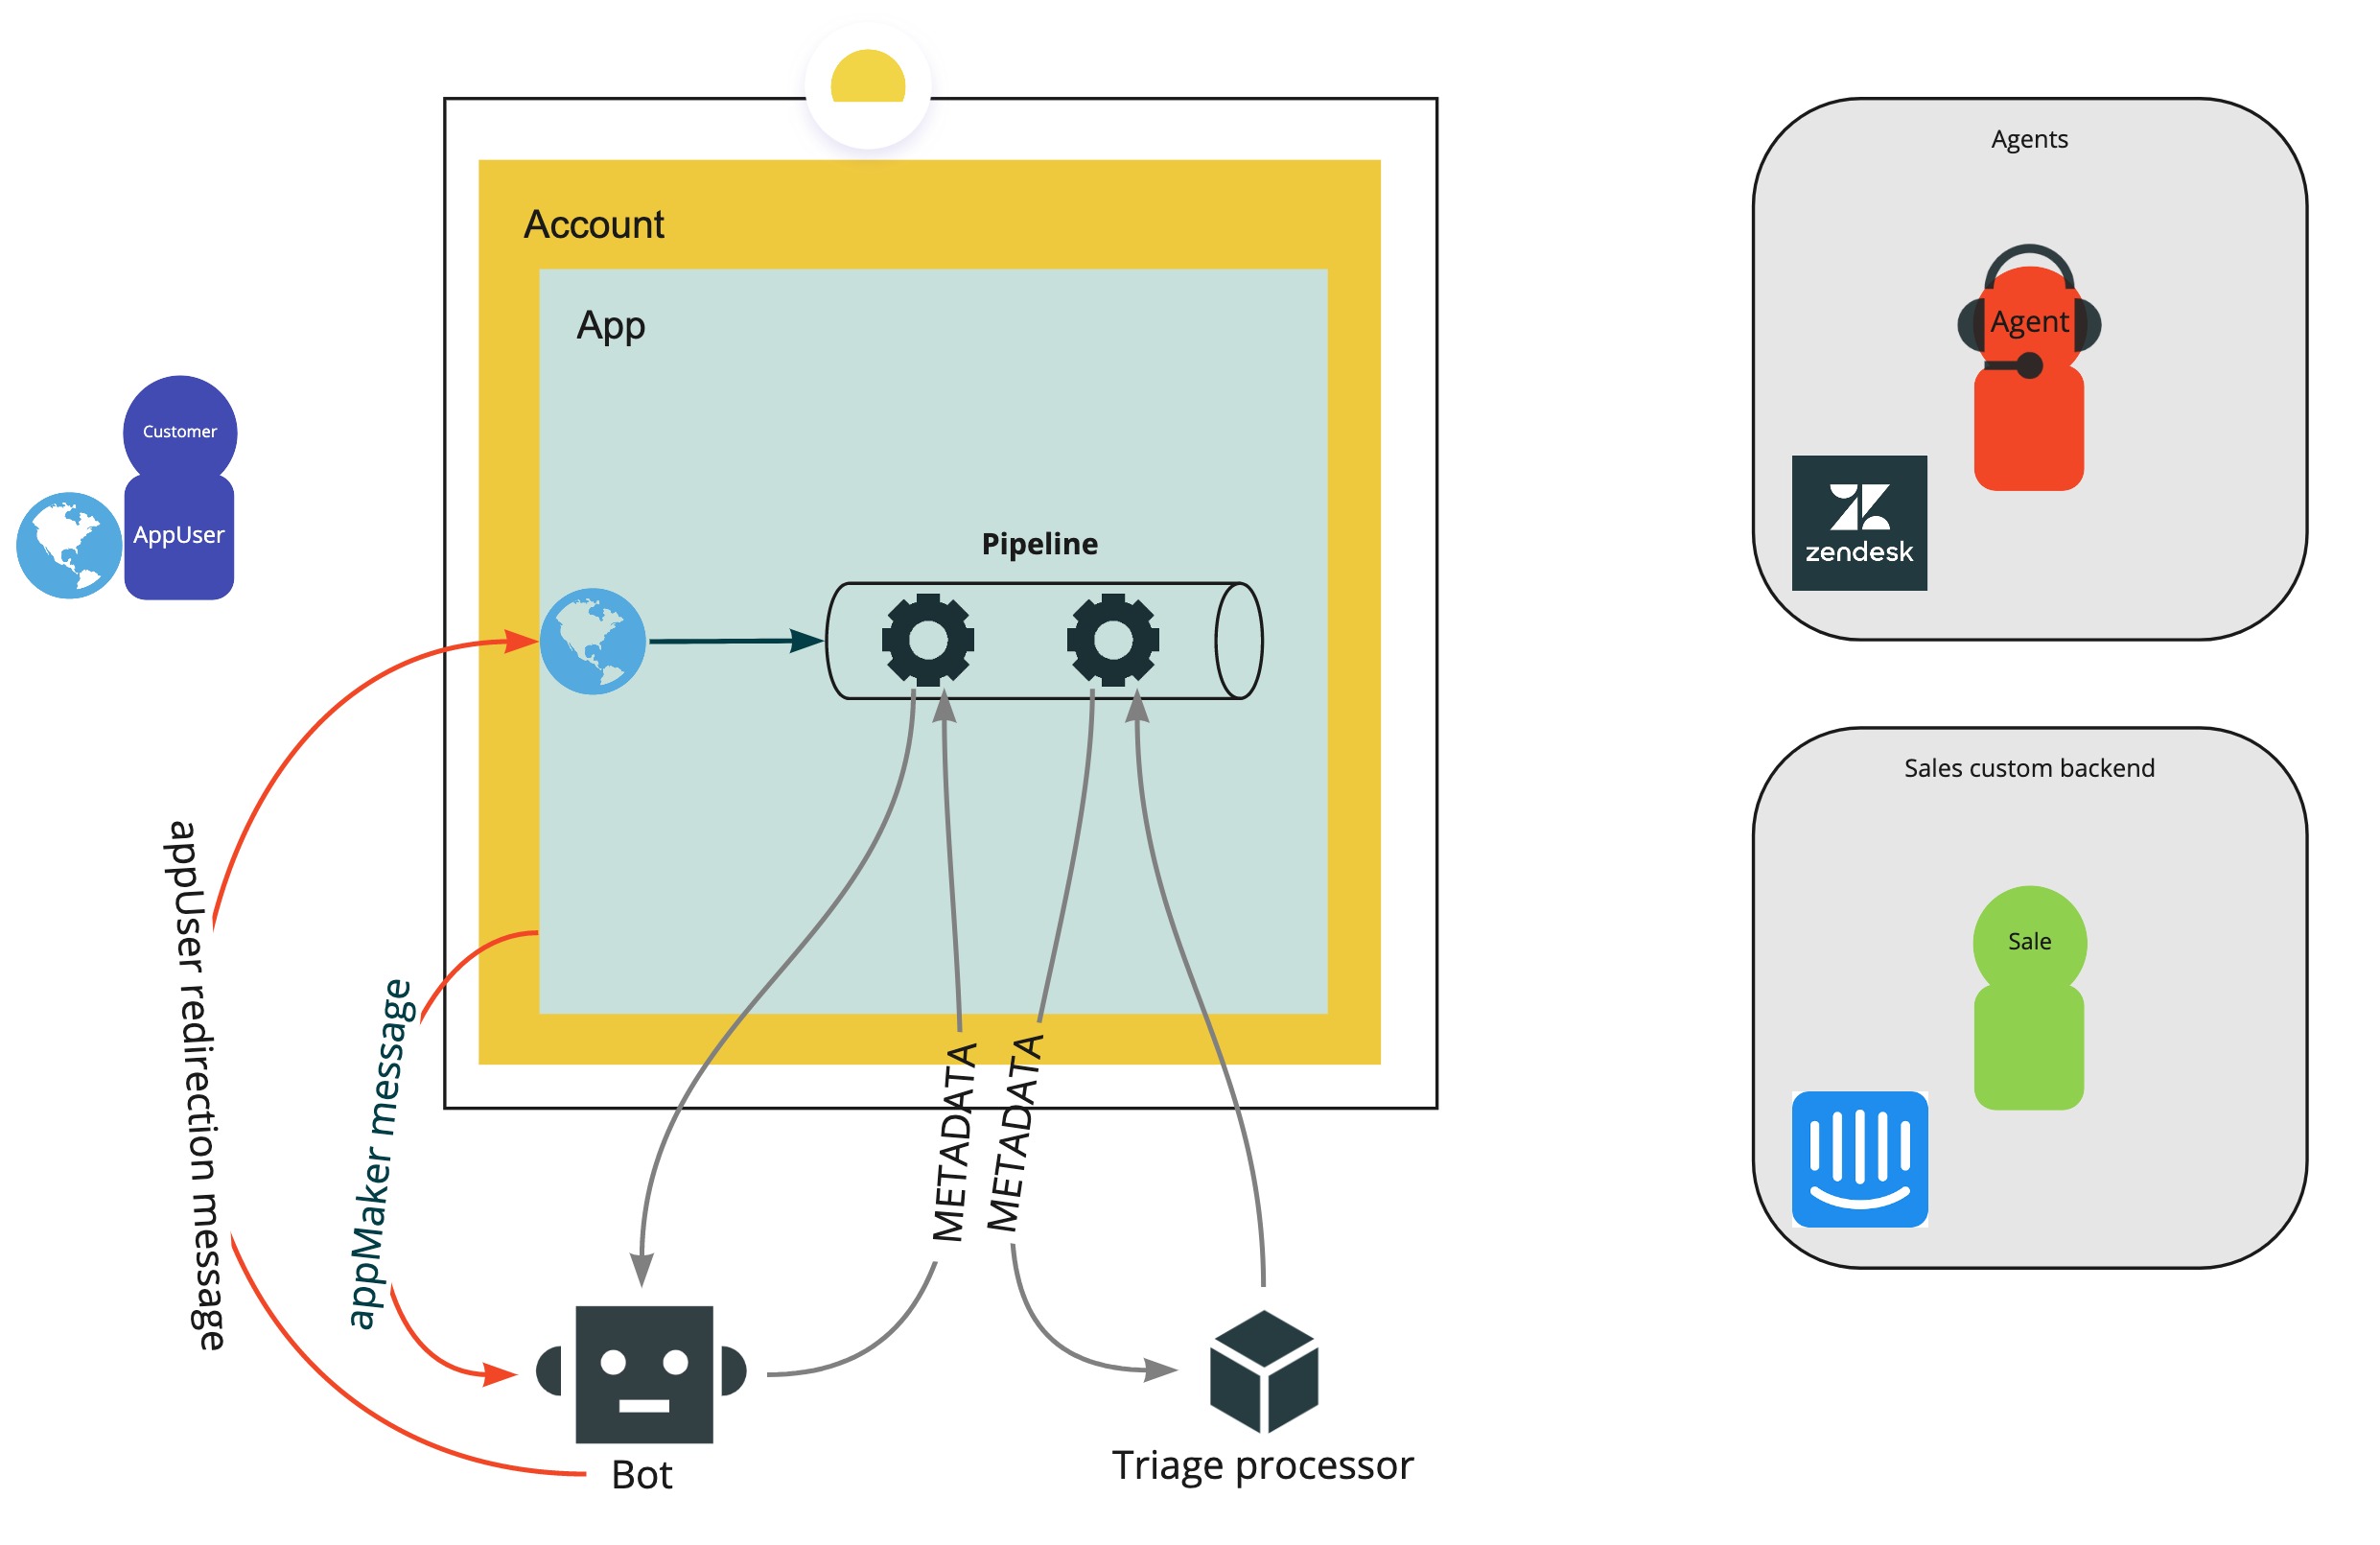 Account
App
Pipeline
Customer
AppUser
appUser redirection message
appMaker message
METADATA
METADATA
Bot
Triage processor
Agents
Agent
zendesk
Sales custom backend
Sale